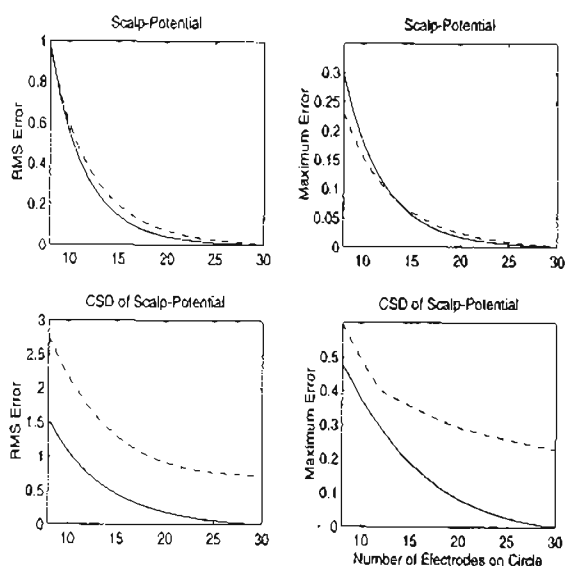 Scalp-Potential
1
0.8
0.6
0.4
0.2
0
RMS Error
10 15 20 25 30
Scalp-Potential
0.3
0.25
0.2
0.15
0.1
0.05
0
Maximum Error
10 15 20 25 30
CSD of Scalp-Potential
3
2.5
2
1.5
1
0.5
0
RMS Error
10 15 20 25 30
CSD of Scalp-Potential
0.5
0.4
0.3
0.2
0.1
0
Maximum Error
10 15 20 25 30
Number of Electrodes on Circle